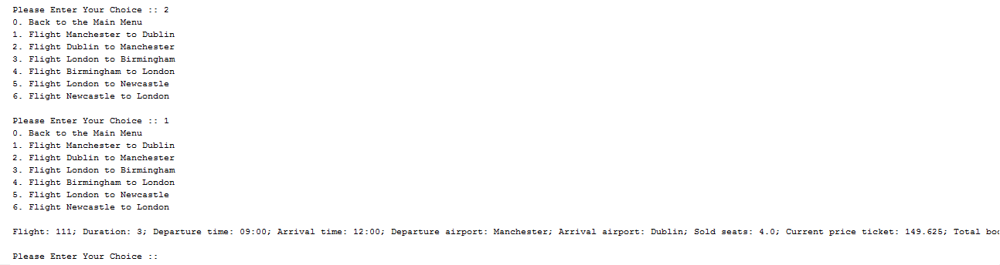 Please Enter Your Choice :: 2
0. Back to the Main Menu
1. Flight Manchester to Dublin
2. Flight Dublin to Manchester
3. Flight London to Birmingham
4. Flight Birmingham to London
5. Flight London to Newcastle
6. Flight Newcastle to London
Please Enter Your Choice :: 1
0. Back to the Main Menu
1. Flight Manchester to Dublin
2. Flight Dublin to Manchester
3. Flight London to Birmingham
4. Flight Birmingham to London
5. Flight London to Newcastle
6. Flight Newcastle to London
Flight: 111; Duration: 3; Departure time: 09:00; Arrival time: 12:00; Departure airport: Manchester; Arrival airport: Dublin; Sold seats: 4.0; Current price ticket: 149.625; Total
Please Enter Your Choice ::